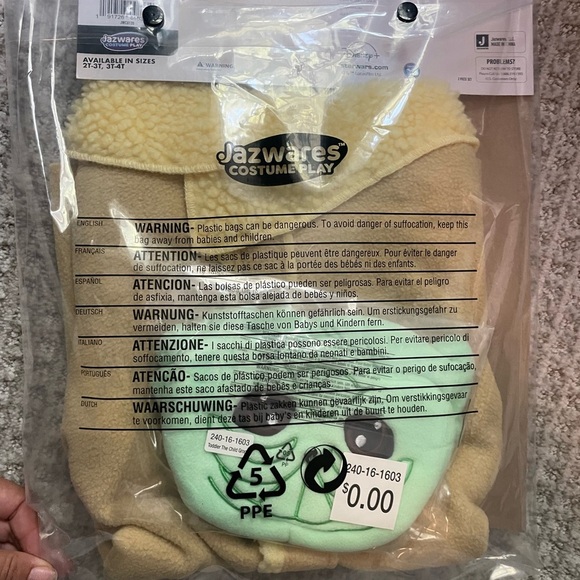 Jazwares
COSTUME PLAY
AVAILABLE IN SIZES
2T-3T, 3T-4T
WARNING
Jazwares
PROBLEMS?
Jazwares™
COSTUME PLAY
ENGLISH
WARNING- Plastic bags can be dangerous. To avoid danger of suffocation, keep this
bag away from babies and children.
FRANÇAIS
ATTENTION- Les sacs de plastique peuvent être dangereux. Pour éviter le danger
de suffocation, ne laissez pas ce sac à la portée des bébés ni des enfants.
ESPAÑOL
ATENCION- Las bolsas de plástico pueden ser peligrosas. Para evitar el peligro
de asfixia, mantenga esta bolsa alejada de bebés y niños.
DEUTSCH
WARNUNG- Kunststofftaschen können gefährlich sein. Um erstickungsgefahr zu
vermeiden, halten sie diese Tasche von Babys und Kindern fern.
ITALIANO
ATTENZIONE- I sacchi di plastica possono essere pericolosi. Per evitare pericolo di
soffocamento, tenere questa borsa lontano da neonati e bambini.
PORTUGUÊS
ATENCÃO- Sacos de plástico podem ser perigosos. Para evitar o perigo de sufocação,
mantenha este saco afastado de bebês e crianças.
DUTCH
WAARSCHUWING- Plastic zakken kunnen gevaarlijk zijn, Om verstikkingsgevaar
te voorkomen, dient deze tas bij baby's en kinderen uit de buurt te houden.
240-16-1603
Toddler The Child
5
PPE
PP
240-16-1603
$0.00